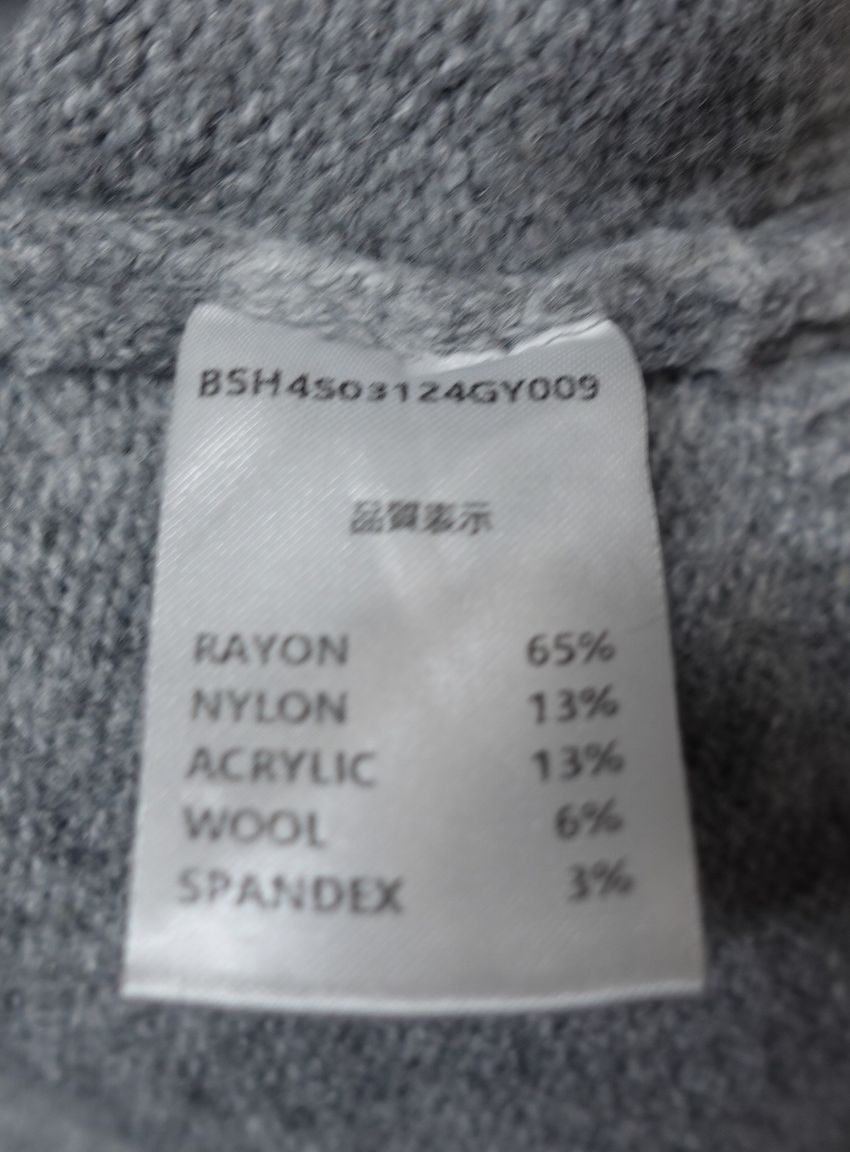 BSH4S03124GY009
品質表示
RAYON 65%
NYLON 13%
ACRYLIC 13%
WOOL 6%
SPANDEX 3%